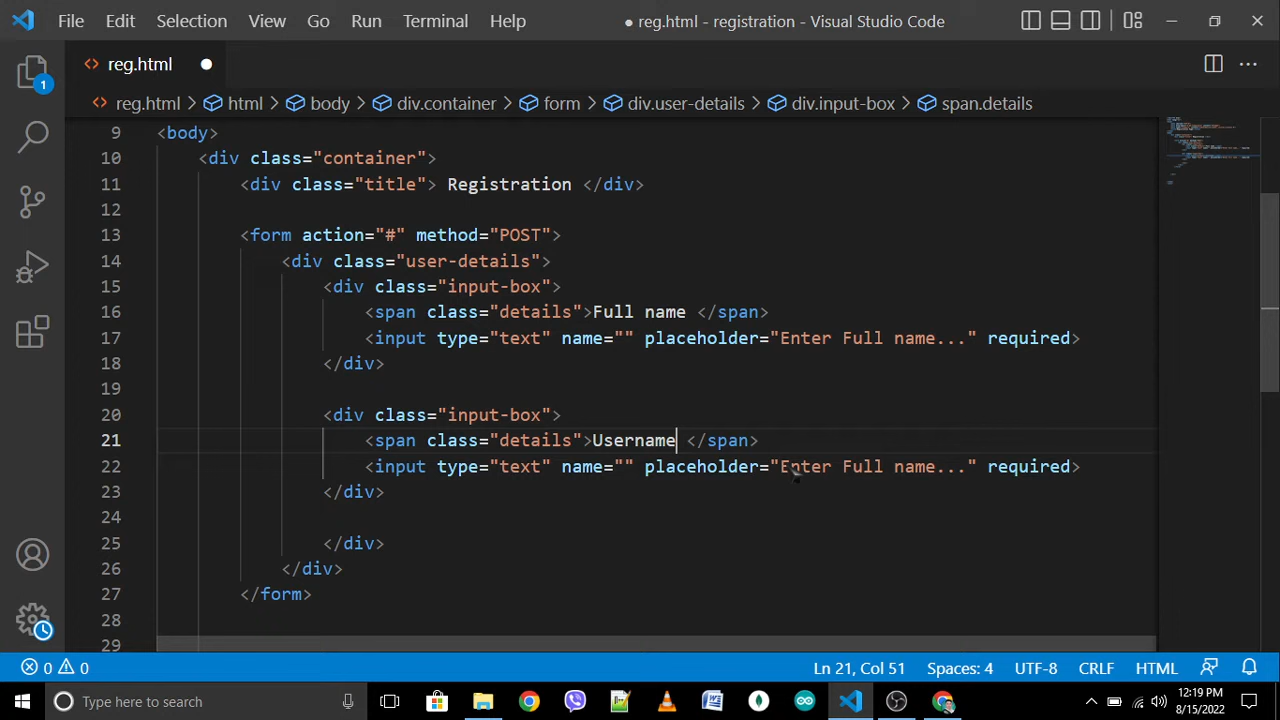 File Edit Selection View Go Run Terminal Help ● reg.html - registration - Visual Studio Code
reg.html ●
reg.html > html > body > div.container > form > div.user-details > div.input-box > span.details
9 <body>
10 <div class="container">
11 <div class="title"> Registration </div>
12
13 <form action="#" method="POST">
14 <div class="user-details">
15 <div class="input-box">
16 <span class="details">Full name </span>
17 <input type="text" name="" placeholder="Enter Full name..." required>
18 </div>
19
20 <div class="input-box">
21 <span class="details">Username </span>
22 <input type="text" name="" placeholder="Enter Full name..." required>
23 </div>
24
25 </div>
26 </div>
27 </form>
28
29
1
0 0 Ln 21, Col 51 Spaces: 4 UTF-8 CRLF HTML
Type here to search
12:19 PM
8/15/2022